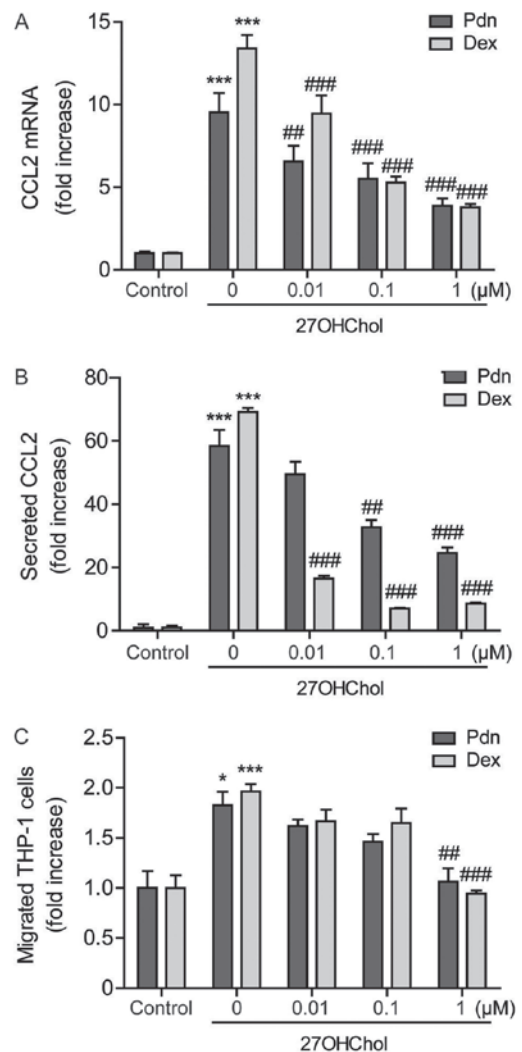 A
CCL2 mRNA
(fold increase)
15
10
5
0
Pdn
Dex
***
***
##
###
###
###
###
###
Control
0
0.01
0.1
1 (µM)
27OHChol
B
Secreted CCL2
(fold increase)
80
60
40
20
0
Pdn
Dex
***
***
###
##
###
###
###
Control
0
0.01
0.1
1 (µM)
27OHChol
C
Migrated THP-1 cells
(fold increase)
2.5
2.0
1.5
1.0
0.5
0.0
Pdn
Dex
*
***
##
###
Control
0
0.01
0.1
1 (µM)
27OHChol